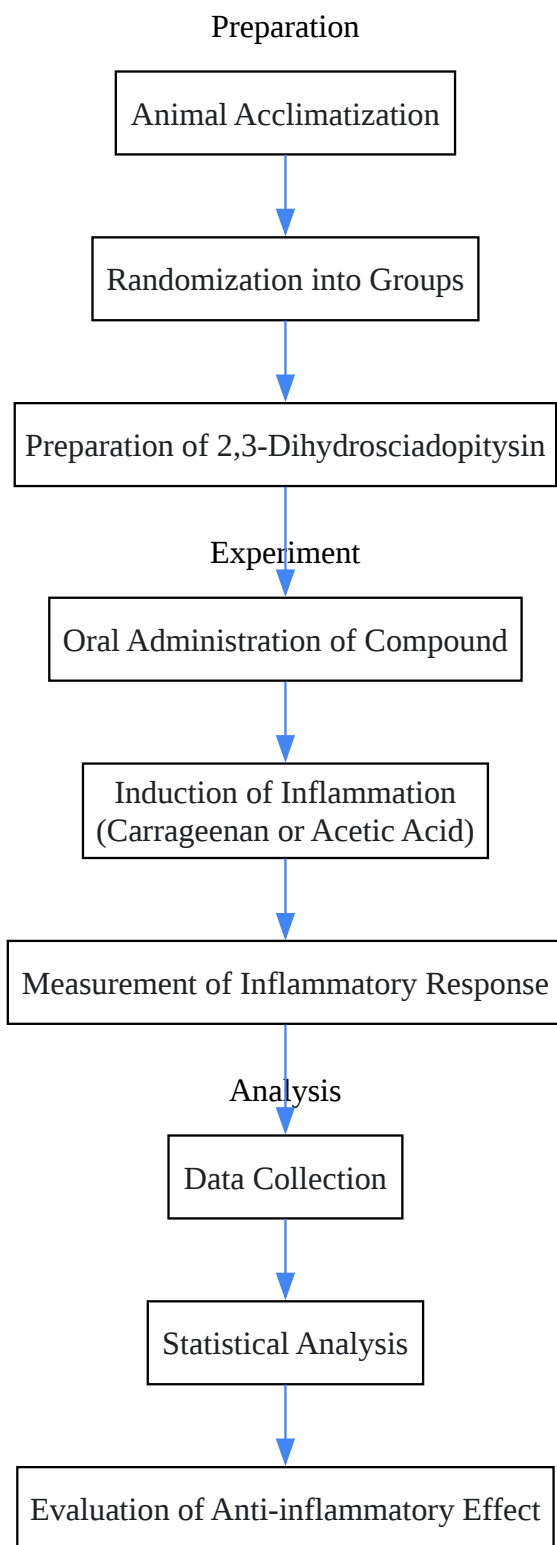 Preparation
Animal Acclimatization
Randomization into Groups
Preparation of 2,3-Dihydrosciadopitysin
Experiment
Oral Administration of Compound
Induction of Inflammation
(Carrageenan or Acetic Acid)
Measurement of Inflammatory Response
Analysis
Data Collection
Statistical Analysis
Evaluation of Anti-inflammatory Effect